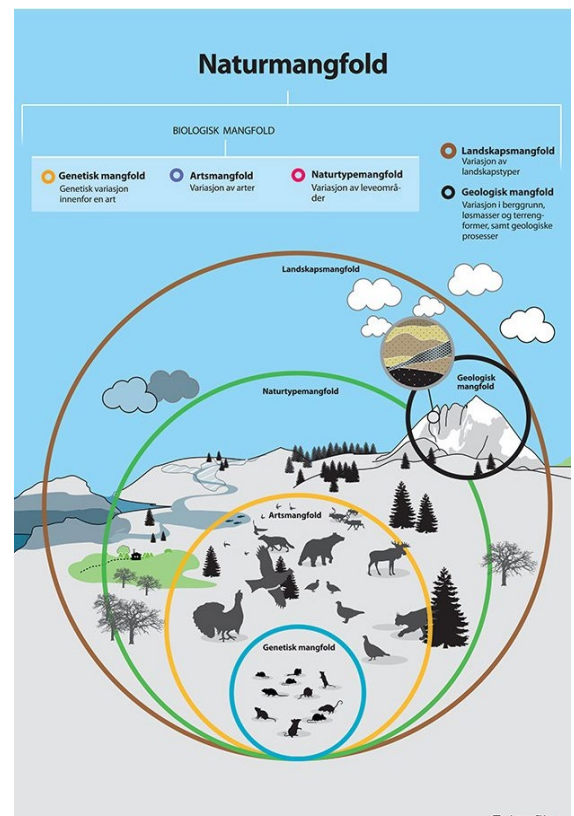 Naturmangfold
BIOLOGISK MANGFOLD
Genetisk mangfold
Genetisk variasjon
innenfor en art
Artsmangfold
Variasjon av arter
Naturtypemangfold
Variasjon av leveområ-
der
Landskapsmangfold
Variasjon av
landskapstyper
Geologisk mangfold
Variasjon i berggrunn,
løsmasser og terreng-
former, samt geologiske
prosesser
Landskapsmangfold
Geologisk
mangfold
Naturtypemangfold
Artsmangfold
Genetisk mangfold